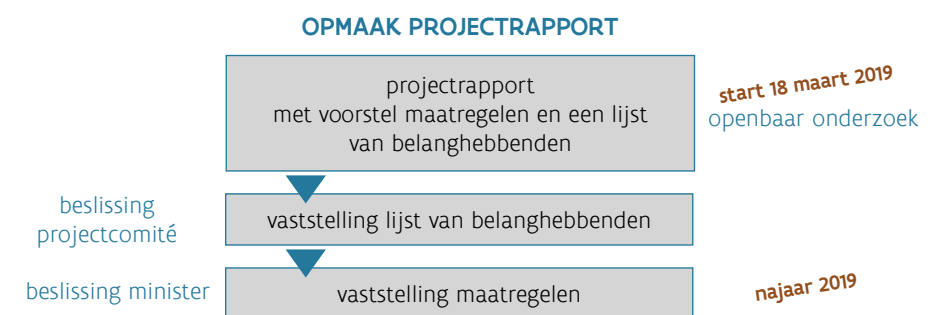 OPMAAK PROJECTRAPPORT
projectrapport
met voorstel maatregelen en een lijst
van belanghebbenden
start 18 maart 2019
openbaar onderzoek
beslissing
projectcomité
vaststelling lijst van belanghebbenden
beslissing minister
vaststelling maatregelen
najaar 2019